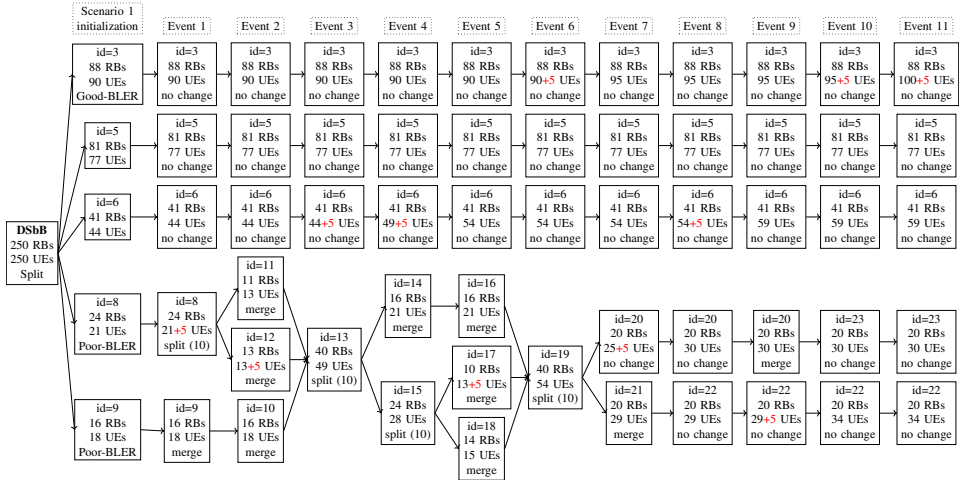 Scenario 1
initialization
Event 1
Event 2
Event 3
Event 4
Event 5
Event 6
Event 7
Event 8
Event 9
Event 10
Event 11
id=3
88 RBs
90 UEs
Good-BLER
id=3
88 RBs
90 UEs
no change
id=3
88 RBs
90 UEs
no change
id=3
88 RBs
90 UEs
no change
id=3
88 RBs
90 UEs
no change
id=3
88 RBs
90 UEs
no change
id=3
88 RBs
90+5 UEs
no change
id=3
88 RBs
95 UEs
no change
id=3
88 RBs
95 UEs
no change
id=3
88 RBs
95 UEs
no change
id=3
88 RBs
95+5 UEs
no change
id=3
88 RBs
100+5 UEs
no change
id=5
81 RBs
77 UEs
id=5
81 RBs
77 UEs
no change
id=5
81 RBs
77 UEs
no change
id=5
81 RBs
77 UEs
no change
id=5
81 RBs
77 UEs
no change
id=5
81 RBs
77 UEs
no change
id=5
81 RBs
77 UEs
no change
id=5
81 RBs
77 UEs
no change
id=5
81 RBs
77 UEs
no change
id=5
81 RBs
77 UEs
no change
id=5
81 RBs
77 UEs
no change
id=5
81 RBs
77 UEs
no change
id=6
41 RBs
44 UEs
id=6
41 RBs
44 UEs
no change
id=6
41 RBs
44 UEs
no change
id=6
41 RBs
44+5 UEs
no change
id=6
41 RBs
49+5 UEs
no change
id=6
41 RBs
54 UEs
no change
id=6
41 RBs
54 UEs
no change
id=6
41 RBs
54 UEs
no change
id=6
41 RBs
54+5 UEs
no change
id=6
41 RBs
59 UEs
no change
id=6
41 RBs
59 UEs
no change
id=6
41 RBs
59 UEs
no change
DSbB
250 RBs
250 UEs
Split
id=8
24 RBs
21 UEs
Poor-BLER
id=8
24 RBs
21+5 UEs
split (10)
id=11
11 RBs
13 UEs
merge
id=12
13 RBs
13+5 UEs
merge
id=13
40 RBs
49 UEs
split (10)
id=14
16 RBs
21 UEs
merge
id=16
16 RBs
21 UEs
merge
id=15
24 RBs
28 UEs
split (10)
id=17
10 RBs
13+5 UEs
merge
id=18
14 RBs
15 UEs
merge
id=19
40 RBs
54 UEs
split (10)
id=20
20 RBs
25+5 UEs
no change
id=20
20 RBs
30 UEs
no change
id=20
20 RBs
30 UEs
merge
id=23
20 RBs
30 UEs
no change
id=23
20 RBs
30 UEs
no change
id=9
16 RBs
18 UEs
Poor-BLER
id=9
16 RBs
18 UEs
merge
id=10
16 RBs
18 UEs
merge
id=21
20 RBs
29 UEs
merge
id=22
20 RBs
29 UEs
no change
id=22
20 RBs
29+5 UEs
no change
id=22
20 RBs
34 UEs
no change
id=22
20 RBs
34 UEs
no change